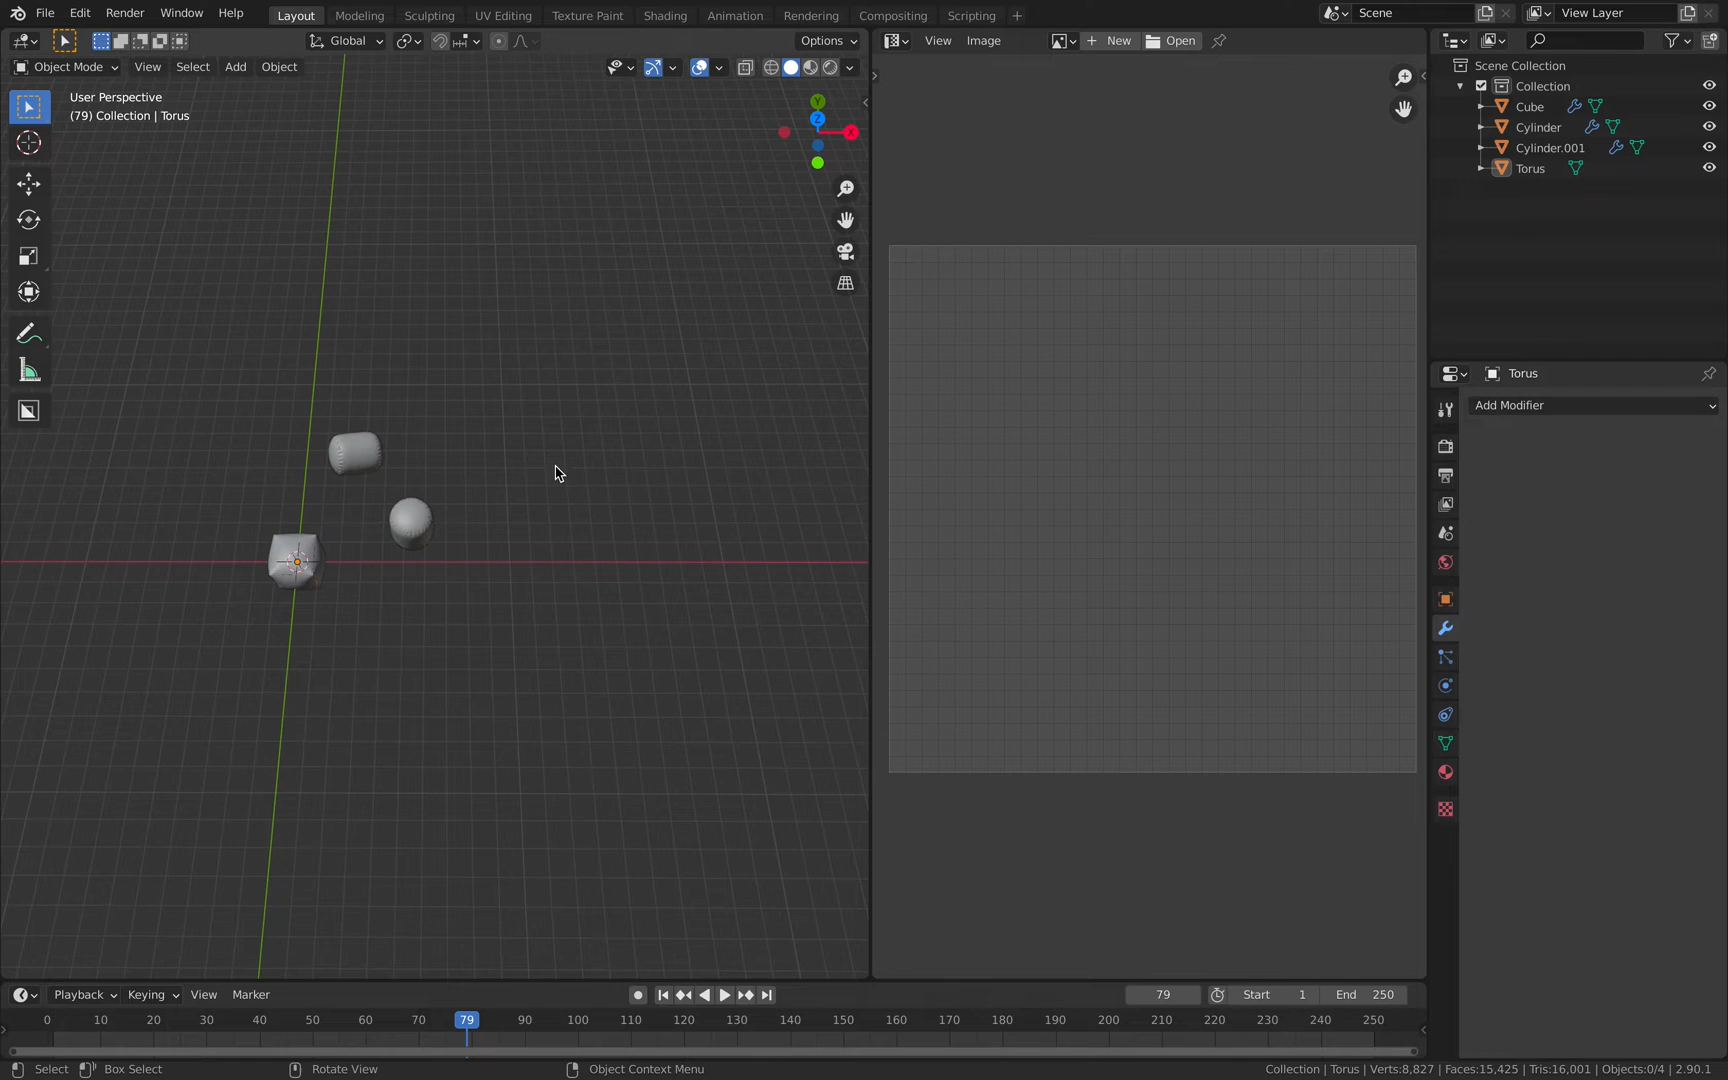 File Edit Render Window Help Layout Modeling Sculpting UV Editing Texture Paint Shading Animation Rendering Compositing Scripting + Scene View Layer
Global Options View Image New Open
Object Mode View Select Add Object
User Perspective
(79) Collection | Torus
Y
Z
X
Scene Collection
Collection
Cube
Cylinder
Cylinder.001
Torus
Torus
Add Modifier
Playback Keying View Marker 79 Start 1 End 250
0 10 20 30 40 50 60 70 79 90 100 110 120 130 140 150 160 170 180 190 200 210 220 230 240 250
Select Box Select Rotate View Object Context Menu Collection | Torus | Verts:8,827 | Faces:15,425 | Tris:16,001 | Objects:0/4 | 2.90.1